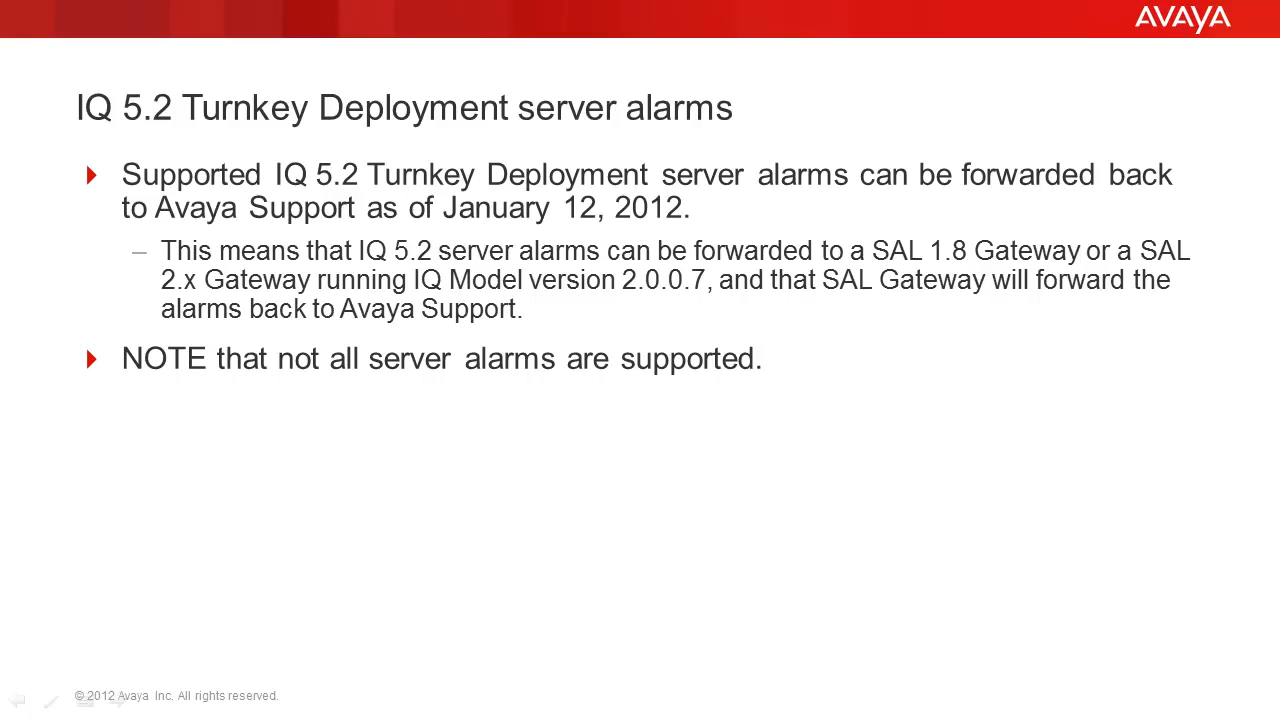 AVAYA
IQ 5.2 Turnkey Deployment server alarms
Supported IQ 5.2 Turnkey Deployment server alarms can be forwarded back
to Avaya Support as of January 12, 2012.
– This means that IQ 5.2 server alarms can be forwarded to a SAL 1.8 Gateway or a SAL
2.x Gateway running IQ Model version 2.0.0.7, and that SAL Gateway will forward the
alarms back to Avaya Support.
NOTE that not all server alarms are supported.
© 2012 Avaya Inc. All rights reserved.